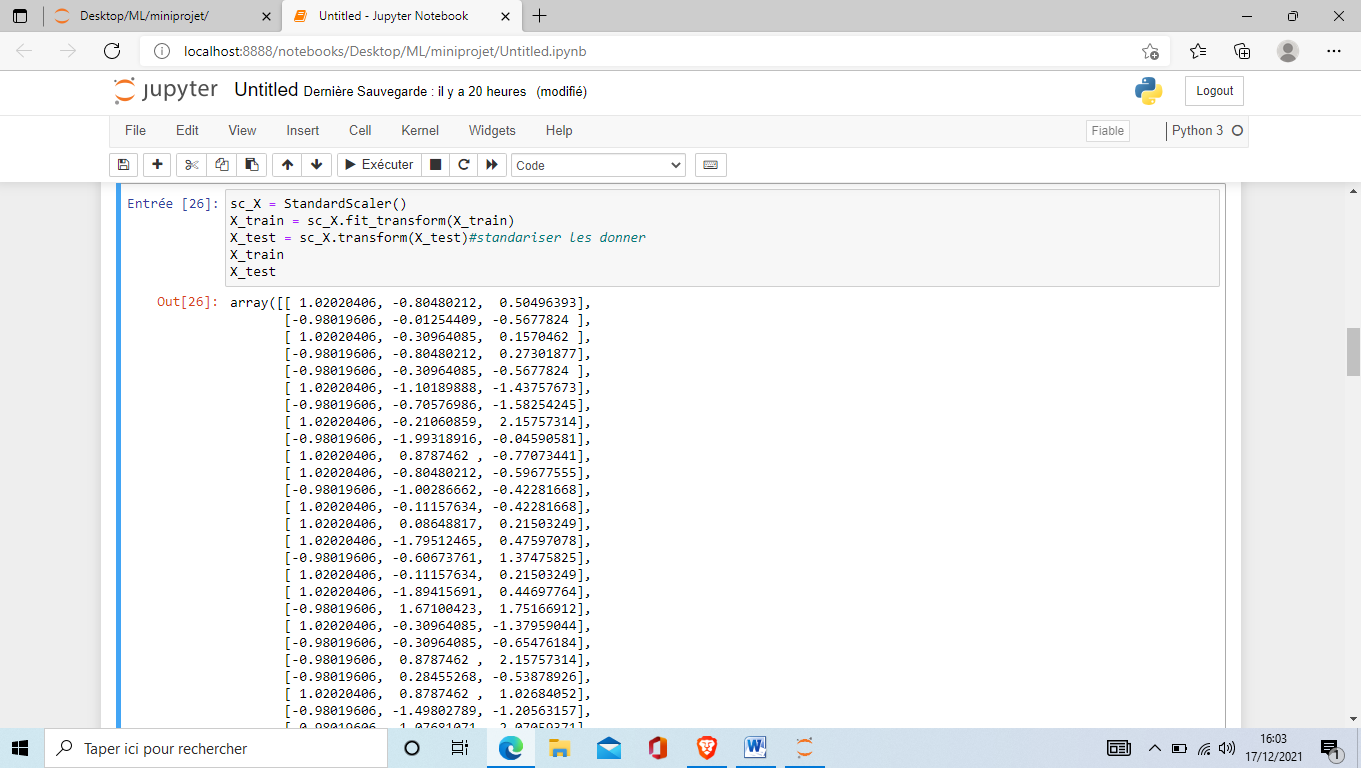 Desktop/ML/miniprojet/
Untitled - Jupyter Notebook
localhost:8888/notebooks/Desktop/ML/miniprojet/Untitled.ipynb
jupyter Untitled Dernière Sauvegarde : il y a 20 heures (modifié)
Logout
File Edit View Insert Cell Kernel Widgets Help
Fiable Python 3
Exécuter Code
Entrée [26]: sc_X = StandardScaler()
X_train = sc_X.fit_transform(X_train)
X_test = sc_X.transform(X_test)#standariser les donner
X_train
X_test
Out[26]: array([[ 1.02020406, -0.80480212, 0.50496393],
[-0.98019606, -0.01254409, -0.5677824 ],
[ 1.02020406, -0.30964085, 0.1570462 ],
[-0.98019606, -0.80480212, 0.27301877],
[-0.98019606, -0.30964085, -0.5677824 ],
[ 1.02020406, -1.10189888, -1.43757673],
[-0.98019606, -0.70576986, -1.58254245],
[ 1.02020406, -0.21060859, 2.15757314],
[-0.98019606, -1.99318916, -0.04590581],
[ 1.02020406, 0.8787462 , -0.77073441],
[ 1.02020406, -0.80480212, -0.59677555],
[-0.98019606, -1.00286662, -0.42281668],
[ 1.02020406, -0.11157634, -0.42281668],
[ 1.02020406, 0.08648817, 0.21503249],
[ 1.02020406, -1.79512465, 0.47597078],
[-0.98019606, -0.60673761, 1.37475825],
[ 1.02020406, -0.11157634, 0.21503249],
[ 1.02020406, -1.89415691, 0.44697764],
[-0.98019606, 1.67100423, 1.75166912],
[ 1.02020406, -0.30964085, -1.37959044],
[-0.98019606, -0.30964085, -0.65476184],
[-0.98019606, 0.8787462 , 2.15757314],
[-0.98019606, 0.28455268, -0.53878926],
[ 1.02020406, 0.8787462 , 1.02684052],
[-0.98019606, -1.49802789, -1.20563157],
[-0.98019606, 1.07681071, 2.07059371],
Taper ici pour rechercher
16:03
17/12/2021
1